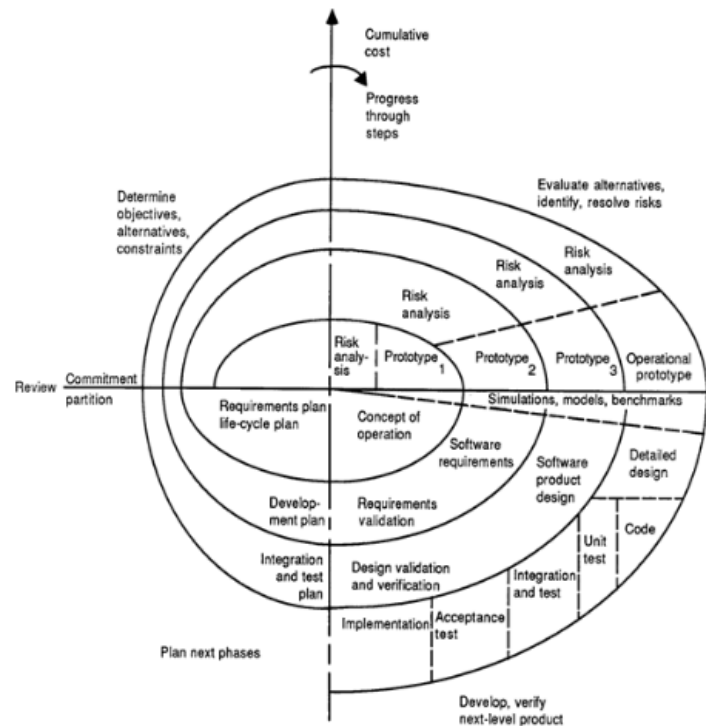 Cumulative
cost
Progress
through
steps
Determine
objectives,
alternatives,
constraints
Evaluate alternatives,
identify, resolve risks
Risk
analysis
Risk
analysis
Risk
analysis
Risk
analy-
sis
Prototype 1
Prototype 2
Prototype 3
Operational
prototype
Review
Commitment
partition
Simulations, models, benchmarks
Requirements plan
life-cycle plan
Concept of
operation
Software
requirements
Software
product
design
Detailed
design
Develop-
ment plan
Requirements
validation
Code
Unit
test
Integration
and test
plan
Design validation
and verification
Integration
and test
Acceptance
test
Implementation
Plan next phases
Develop, verify
next-level product